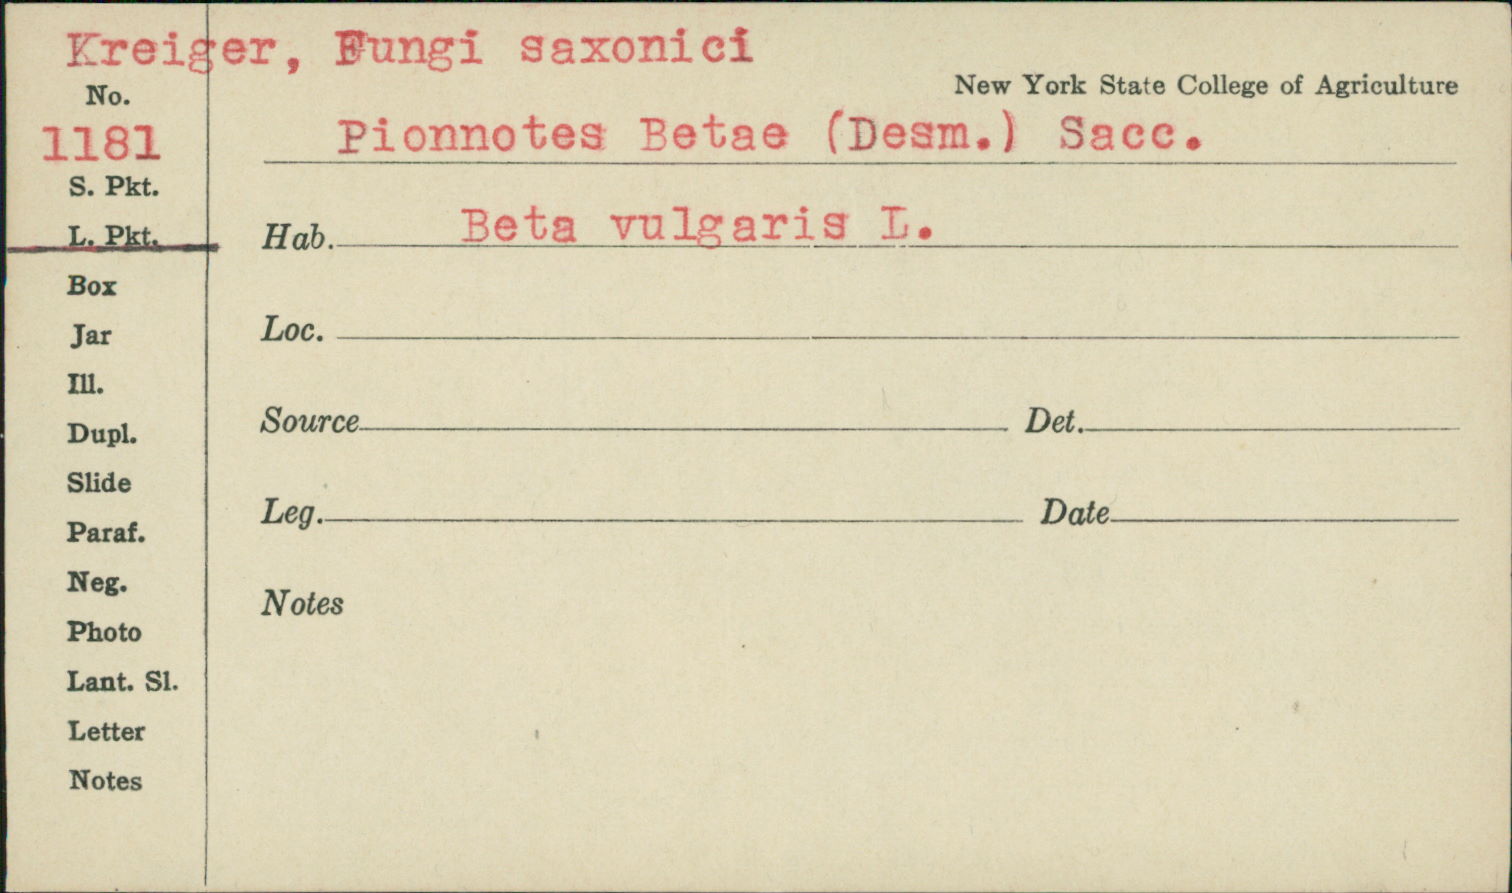 Kreiger, Fungi saxonici
New York State College of Agriculture
No.
1181
Pionnotes Betae (Desm.) Sacc.
S. Pkt.
L. Pkt.
Hab. Beta vulgaris L.
Box
Jar
Loc.
Ill.
Dupl.
Source Det.
Slide
Leg. Date
Paraf.
Neg.
Notes
Photo
Lant. Sl.
Letter
Notes